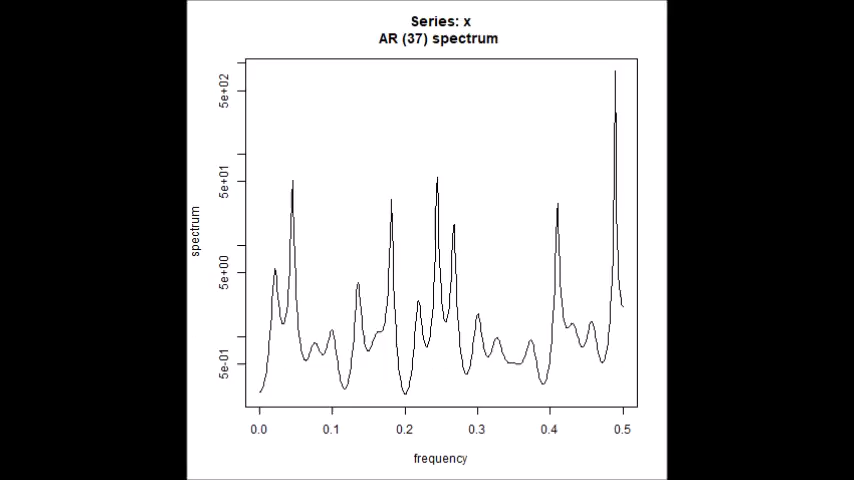 Series: x
AR (37) spectrum
5e+02
5e+01
5e+00
5e-01
spectrum
0.0 0.1 0.2 0.3 0.4 0.5
frequency